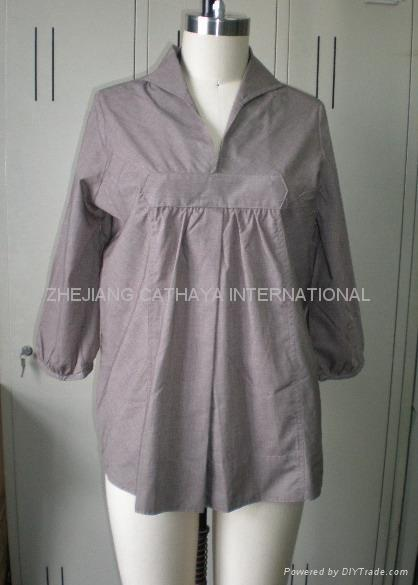 ZHEJIANG CATHAYA INTERNATIONAL
Powered by DIYTrade.com